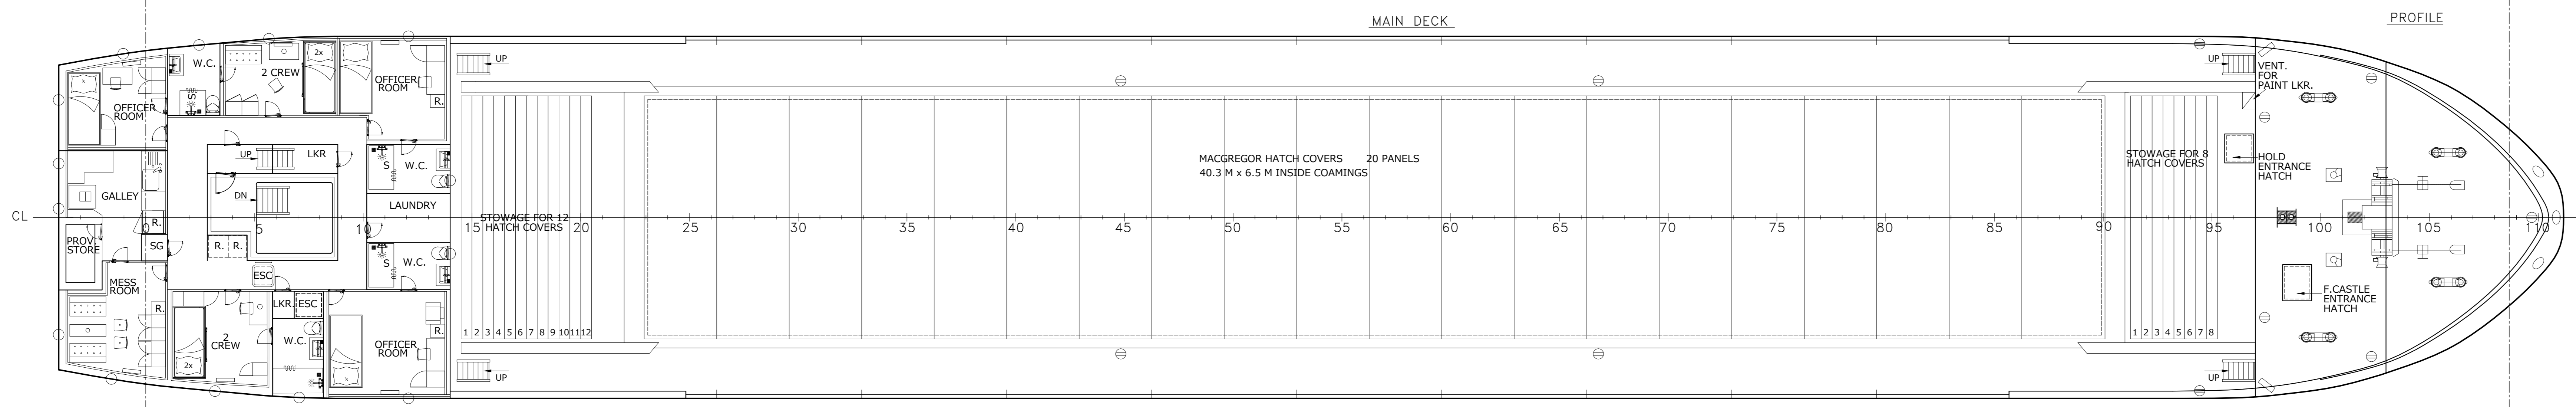 MAIN DECK
PROFILE
W.C.
2x
2 CREW
OFFICER
ROOM
R.
UP
x
OFFICER
ROOM
S
UP
VENT.
FOR
PAINT LKR.
UP
LKR
S
W.C.
MACGREGOR HATCH COVERS 20 PANELS
40.3 M x 6.5 M INSIDE COAMINGS
STOWAGE FOR 8
HATCH COVERS
HOLD
ENTRANCE
HATCH
GALLEY
DN
LAUNDRY
CL
R.
STOWAGE FOR 12
HATCH COVERS
0 5 10 15 20 25 30 35 40 45 50 55 60 65 70 75 80 85 90 95 100 105 110
PROV.
STORE
SG
R. R.
S
W.C.
ESC
MESS
ROOM
R.
LKR.
ESC
R.
F.CASTLE
ENTRANCE
HATCH
2
CREW
W.C.
OFFICER
ROOM
1 2 3 4 5 6 7 8 9 10 11 12
1 2 3 4 5 6 7 8
2x
x
UP
UP